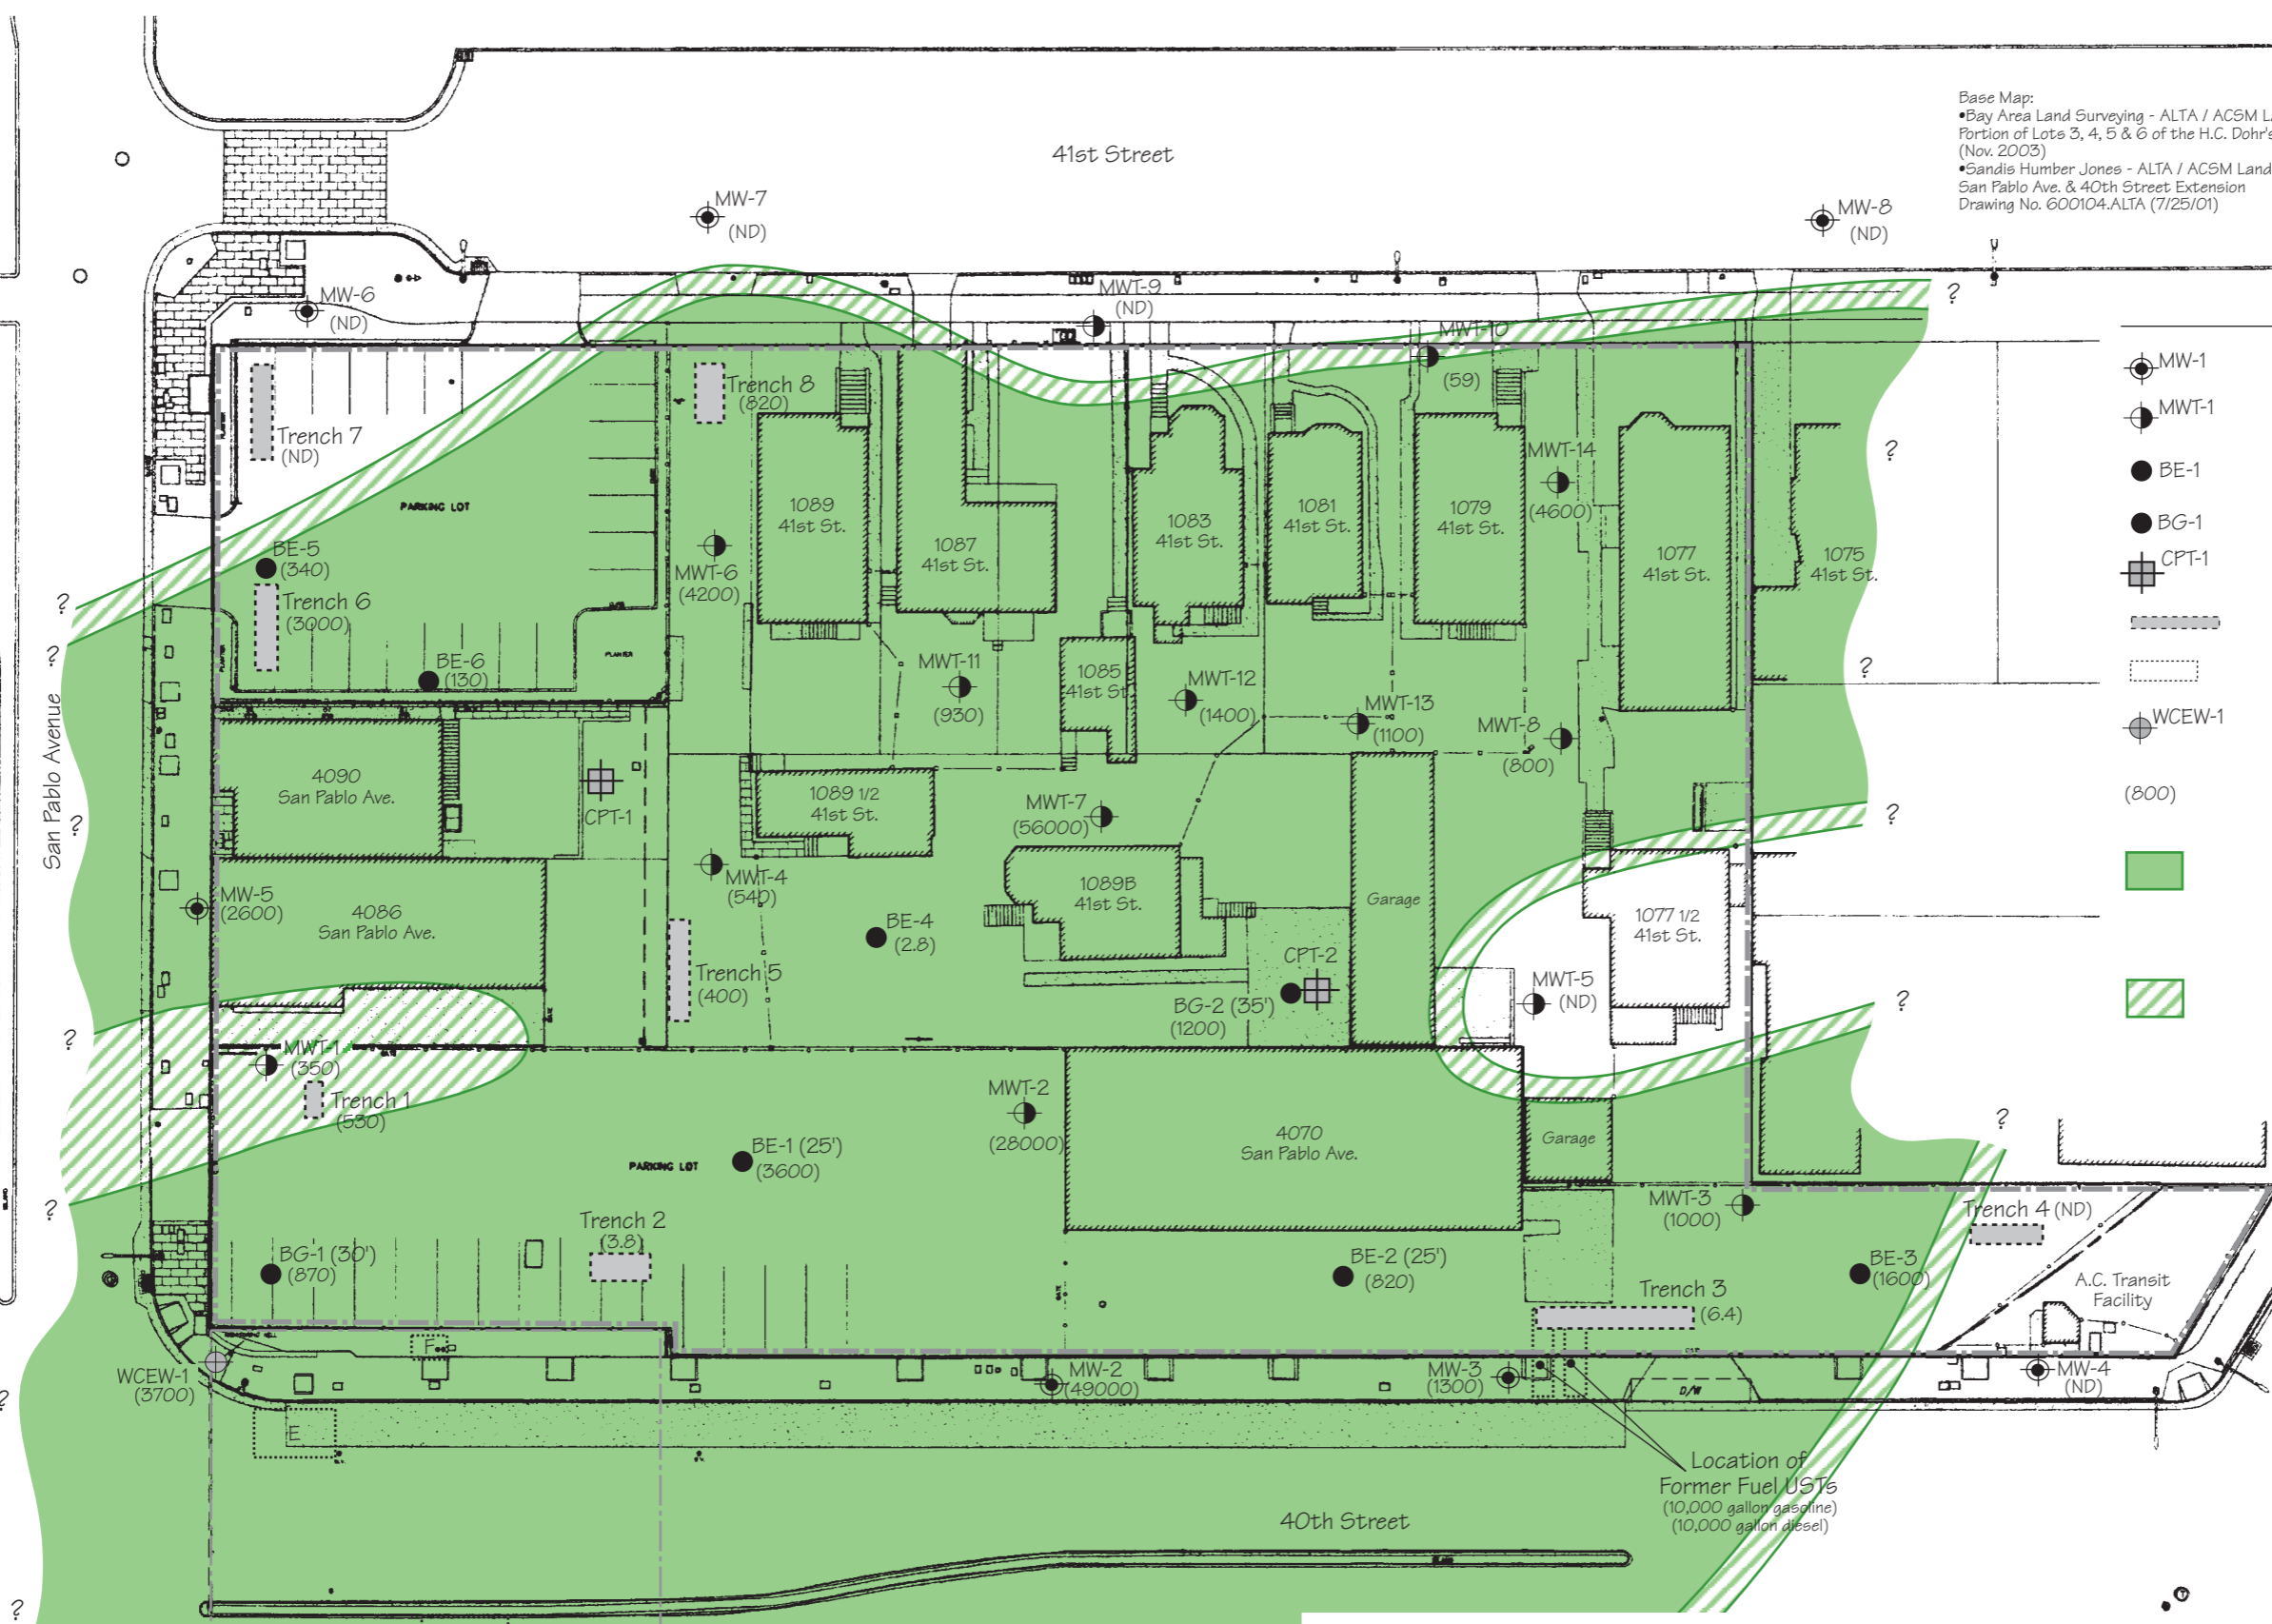 Base Map:
•Bay Area Land Surveying - ALTA / ACSM L
Portion of Lots 3, 4, 5 & 6 of the H.C. Dohr's
(Nov. 2003)
•Sandis Humber Jones - ALTA / ACSM Land
San Pablo Ave. & 40th Street Extension
Drawing No. 600104.ALTA (7/25/01)
41st Street
MW-7
(ND)
MW-8
(ND)
MW-6
(ND)
MWT-9
(ND)
?
MWT-10
(59)
MW-1
MWT-1
BE-1
BG-1
CPT-1
WCEW-1
(800)
Trench 8
(820)
Trench 7
(ND)
PARKING LOT
1089
41st St.
1087
41st St.
1083
41st St.
1081
41st St.
1079
41st St.
MWT-14
(4600)
1077
41st St.
1075
41st St.
?
BE-5
(340)
MWT-6
(4200)
Trench 6
(3000)
?
?
BE-6
(130)
PLANTER
PLANTER
MWT-11
(930)
1085
41st St
MWT-12
(1400)
MWT-13
(1100)
MWT-8
(800)
?
San Pablo Avenue
4090
San Pablo Ave.
CPT-1
1089 1/2
41st St.
MWT-7
(56000)
?
?
MWT-4
(540)
MW-5
(2600)
4086
San Pablo Ave.
BE-4
(2.8)
1089B
41st St.
Garage
1077 1/2
41st St.
Trench 5
(400)
CPT-2
BG-2 (35')
(1200)
MWT-5
(ND)
?
?
GATE
MWT-1
(350)
Trench 1
(530)
MWT-2
(28000)
4070
San Pablo Ave.
Garage
?
BE-1 (25')
(3600)
PARKING LOT
?
MWT-3
(1000)
Trench 4 (ND)
Trench 2
(3.8)
BG-1 (30')
(870)
GATE
BE-2 (25')
(820)
BE-3
(1600)
Trench 3
(6.4)
A.C. Transit
Facility
F
WCEW-1
(3700)
MW-2
(49000)
MW-3
(1300)
D/W
MW-4
(ND)
?
E
Location of
Former Fuel USTs
(10,000 gallon gasoline)
(10,000 gallon diesel)
40th Street
ISLAND
ISLAND
?